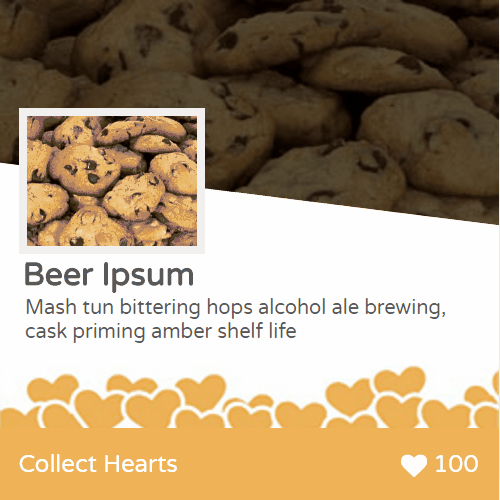 Beer Ipsum
Mash tun bittering hops alcohol ale brewing,
cask priming amber shelf life
Collect Hearts
100